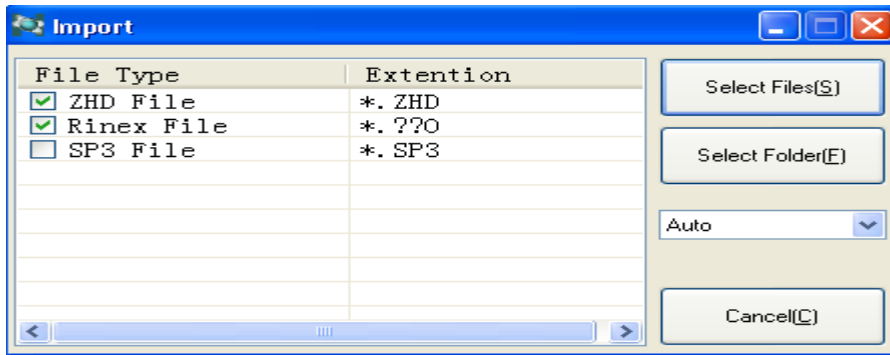 Import
File Type Extention
ZHD File *.ZHD
Rinex File *.??O
SP3 File *.SP3
Select Files(S)
Select Folder(F)
Auto
Cancel(C)